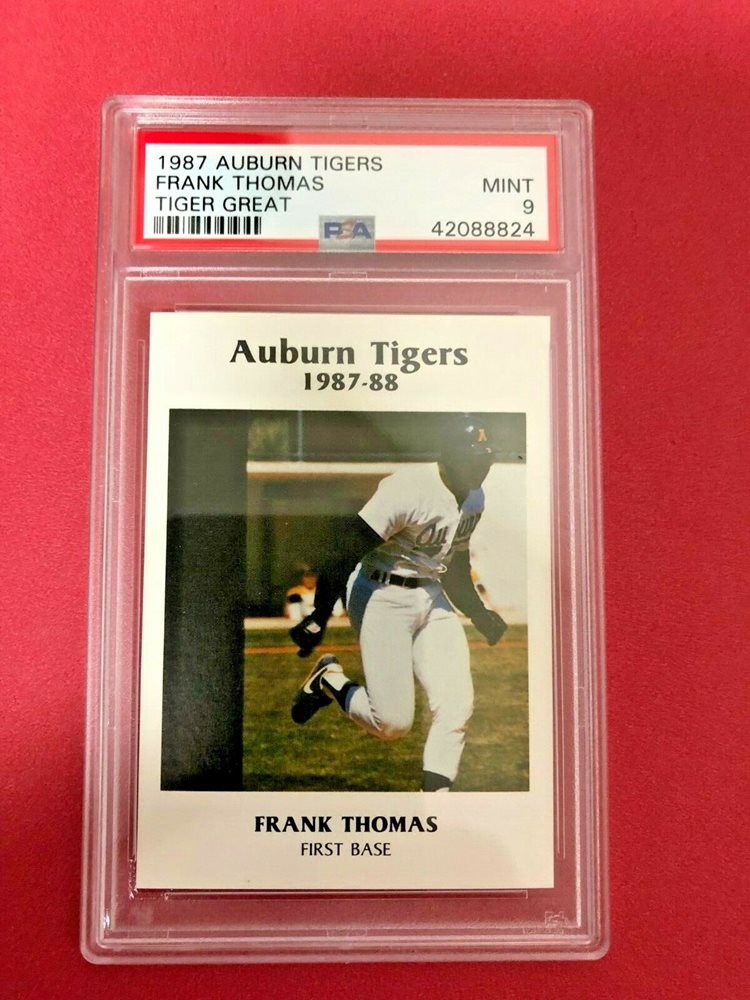 1987 AUBURN TIGERS
FRANK THOMAS MINT
TIGER GREAT 9
PSA 42088824
Auburn Tigers
1987-88
A
Au
FRANK THOMAS
FIRST BASE